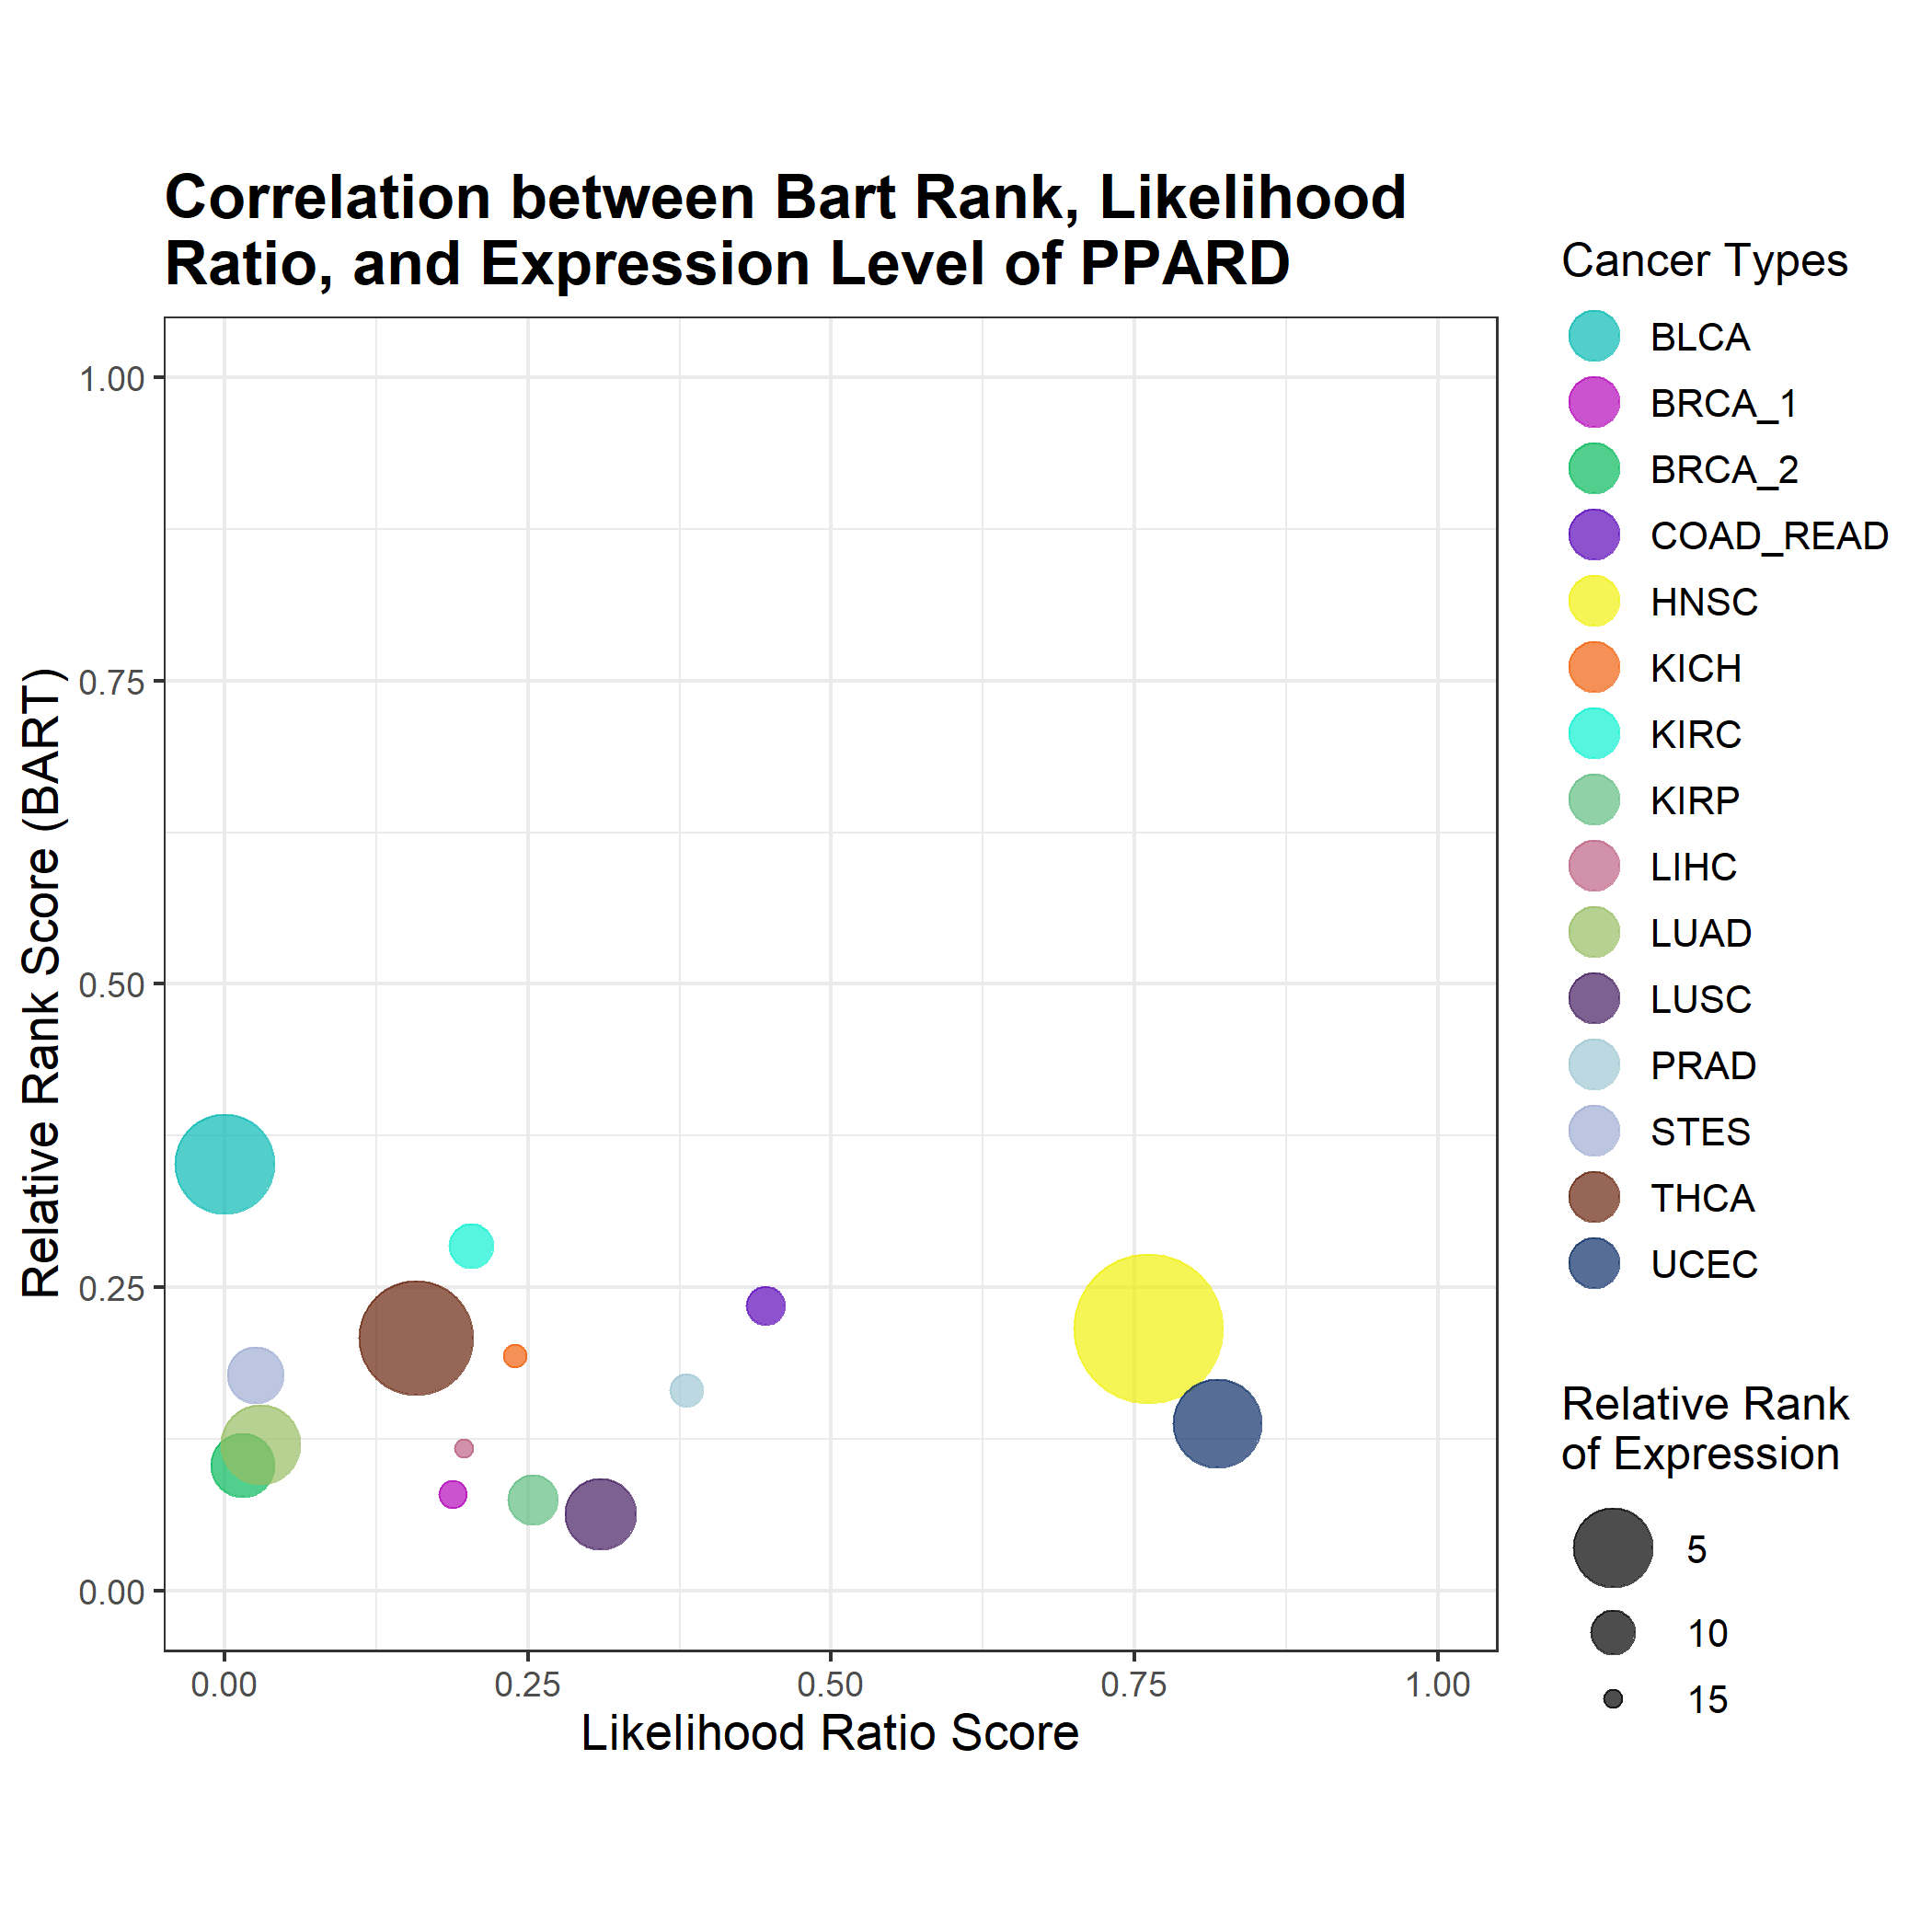 Correlation between Bart Rank, Likelihood
Ratio, and Expression Level of PPARD
Relative Rank Score (BART)
1.00
0.75
0.50
0.25
0.00
0.00
0.25
0.50
0.75
1.00
Likelihood Ratio Score
Cancer Types
BLCA
BRCA_1
BRCA_2
COAD_READ
HNSC
KICH
KIRC
KIRP
LIHC
LUAD
LUSC
PRAD
STES
THCA
UCEC
Relative Rank
of Expression
5
10
15